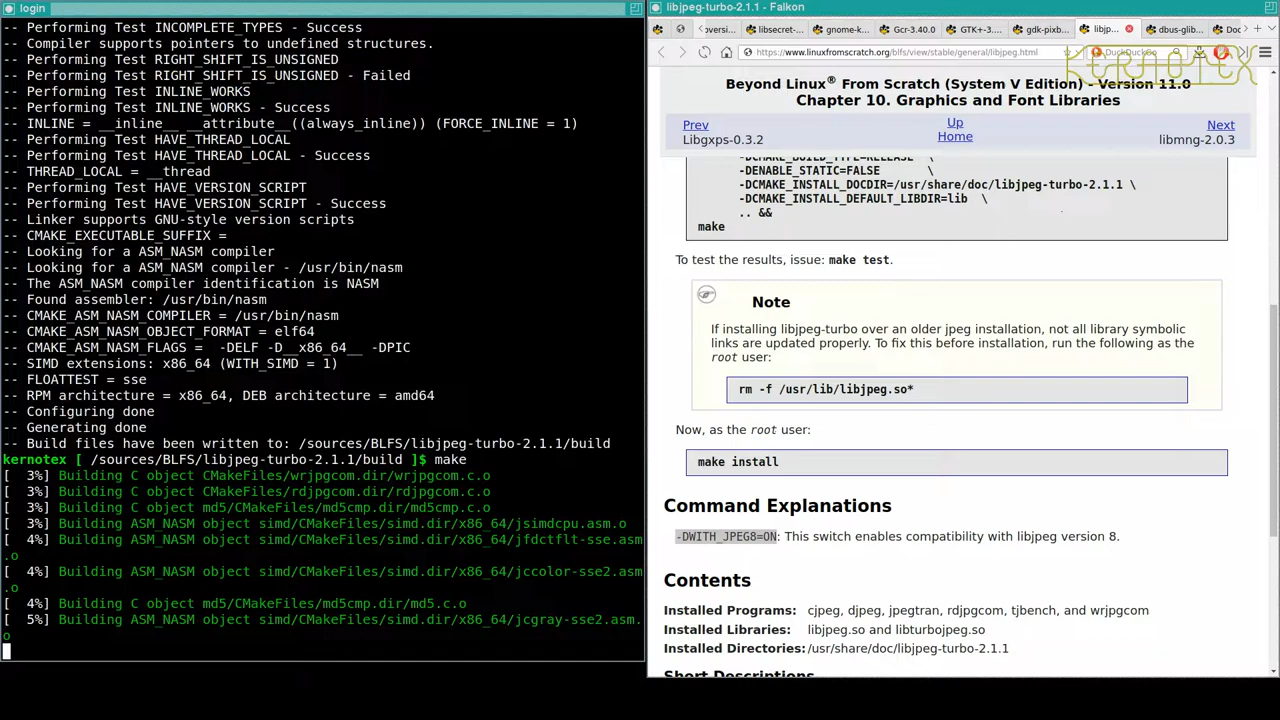 login
-- Performing Test INCOMPLETE_TYPES - Success
-- Compiler supports pointers to undefined structures.
-- Performing Test RIGHT_SHIFT_IS_UNSIGNED
-- Performing Test RIGHT_SHIFT_IS_UNSIGNED - Failed
-- Performing Test INLINE_WORKS
-- Performing Test INLINE_WORKS - Success
-- INLINE = __inline__ __attribute__((always_inline)) (FORCE_INLINE = 1)
-- Performing Test HAVE_THREAD_LOCAL
-- Performing Test HAVE_THREAD_LOCAL - Success
-- THREAD_LOCAL = __thread
-- Performing Test HAVE_VERSION_SCRIPT
-- Performing Test HAVE_VERSION_SCRIPT - Success
-- Linker supports GNU-style version scripts
-- CMAKE_EXECUTABLE_SUFFIX =
-- Looking for a ASM_NASM compiler
-- Looking for a ASM_NASM compiler - /usr/bin/nasm
-- The ASM_NASM compiler identification is NASM
-- Found assembler: /usr/bin/nasm
-- CMAKE_ASM_NASM_COMPILER = /usr/bin/nasm
-- CMAKE_ASM_NASM_OBJECT_FORMAT = elf64
-- CMAKE_ASM_NASM_FLAGS =  -DELF -D__x86_64__ -DPIC
-- SIMD extensions: x86_64 (WITH_SIMD = 1)
-- FLOATTEST = sse
-- RPM architecture = x86_64, DEB architecture = amd64
-- Configuring done
-- Generating done
-- Build files have been written to: /sources/BLFS/libjpeg-turbo-2.1.1/build
kernotex [ /sources/BLFS/libjpeg-turbo-2.1.1/build ]$ make
[  3%] Building C object CMakeFiles/wrjpgcom.dir/wrjpgcom.c.o
[  3%] Building C object CMakeFiles/rdjpgcom.dir/rdjpgcom.c.o
[  3%] Building C object md5/CMakeFiles/md5cmp.dir/md5cmp.c.o
[  3%] Building ASM_NASM object simd/CMakeFiles/simd.dir/x86_64/jsimdcpu.asm.o
[  4%] Building ASM_NASM object simd/CMakeFiles/simd.dir/x86_64/jfdctflt-sse.asm
.o
[  4%] Building ASM_NASM object simd/CMakeFiles/simd.dir/x86_64/jccolor-sse2.asm
.o
[  4%] Building C object md5/CMakeFiles/md5cmp.dir/md5.c.o
[  5%] Building ASM_NASM object simd/CMakeFiles/simd.dir/x86_64/jcgray-sse2.asm.
o
libjpeg-turbo-2.1.1 - Falkon
oversi... libsecret-... gnome-k... Gcr-3.40.0 GTK+-3.... gdk-pixb... libjp... dbus-glib... Doc
https://www.linuxfromscratch.org/blfs/view/stable/general/libjpeg.html DuckDuckGo
KERNOTEX
Beyond Linux® From Scratch (System V Edition) - Version 11.0
Chapter 10. Graphics and Font Libraries
Prev Up Next
Libgxps-0.3.2 Home libmng-2.0.3
-DCMAKE_BUILD_TYPE=RELEASE \
-DENABLE_STATIC=FALSE \
-DCMAKE_INSTALL_DOCDIR=/usr/share/doc/libjpeg-turbo-2.1.1 \
-DCMAKE_INSTALL_DEFAULT_LIBDIR=lib \
.. &&
make
To test the results, issue: make test.
Note
If installing libjpeg-turbo over an older jpeg installation, not all library symbolic
links are updated properly. To fix this before installation, run the following as the
root user:
rm -f /usr/lib/libjpeg.so*
Now, as the root user:
make install
Command Explanations
-DWITH_JPEG8=ON: This switch enables compatibility with libjpeg version 8.
Contents
Installed Programs: cjpeg, djpeg, jpegtran, rdjpgcom, tjbench, and wrjpgcom
Installed Libraries: libjpeg.so and libturbojpeg.so
Installed Directories: /usr/share/doc/libjpeg-turbo-2.1.1
Short Descriptions